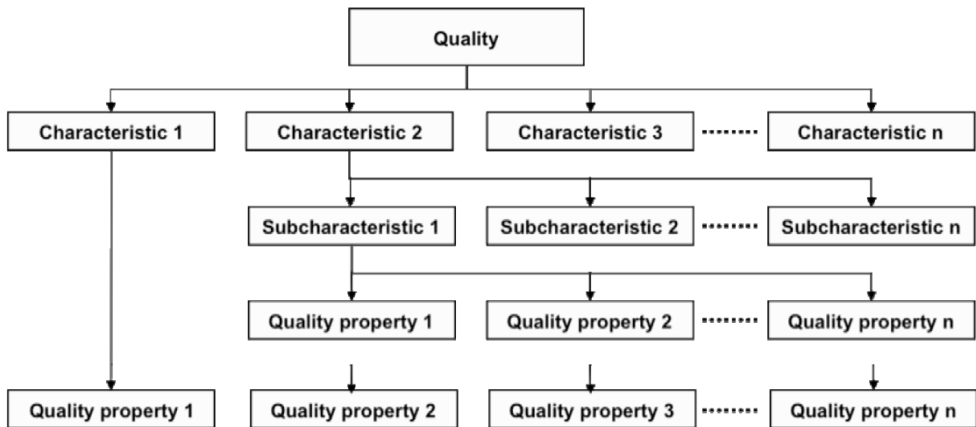 Quality
Characteristic 1
Characteristic 2
Characteristic 3
Characteristic n
Subcharacteristic 1
Subcharacteristic 2
Subcharacteristic n
Quality property 1
Quality property 2
Quality property n
Quality property 1
Quality property 2
Quality property 3
Quality property n